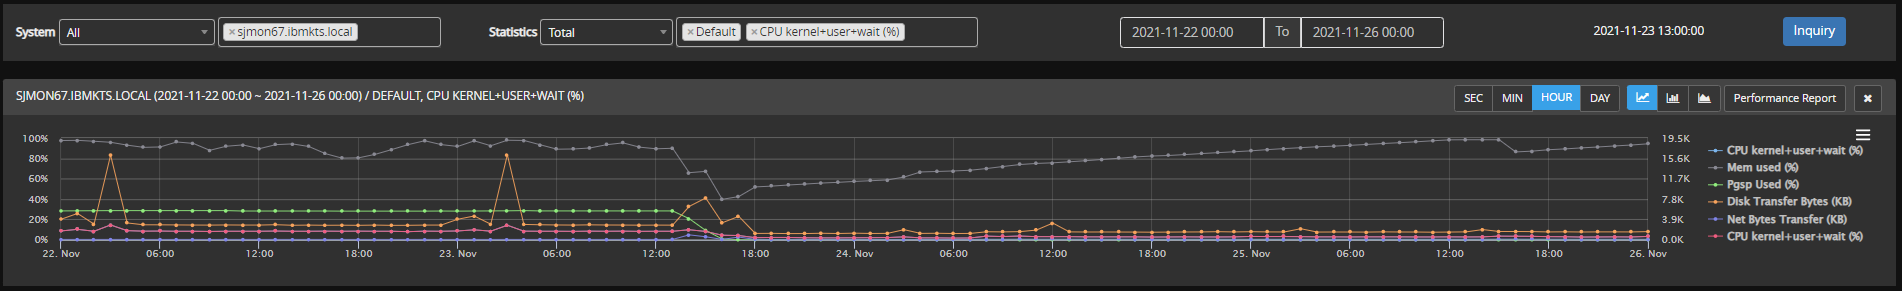 System All ×sjmon67.ibmkts.local Statistics Total ×Default ×CPU kernel+user+wait (%) 2021-11-22 00:00 To 2021-11-26 00:00 2021-11-23 13:00:00 Inquiry
SJMON67.IBMKTS.LOCAL (2021-11-22 00:00 ~ 2021-11-26 00:00) / DEFAULT, CPU KERNEL+USER+WAIT (%) SEC MIN HOUR DAY Performance Report ×
100% 19.5K
80% 15.6K
60% 11.7K
40% 7.8K
20% 3.9K
0% 0.0K
22. Nov 06:00 12:00 18:00 23. Nov 06:00 12:00 18:00 24. Nov 06:00 12:00 18:00 25. Nov 06:00 12:00 18:00 26. Nov
CPU kernel+user+wait (%)
Mem used (%)
Pgsp Used (%)
Disk Transfer Bytes (KB)
Net Bytes Transfer (KB)
CPU kernel+user+wait (%)